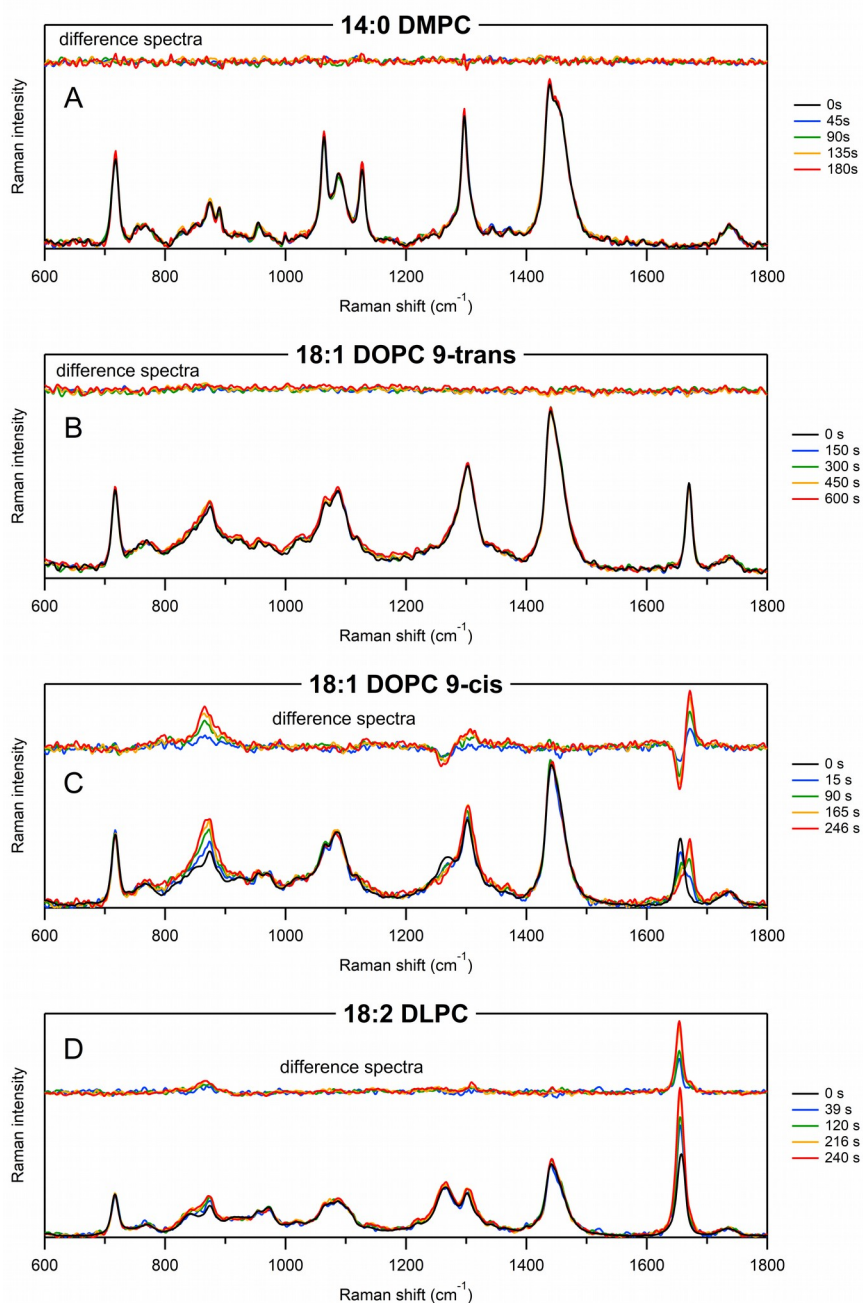 14:0 DMPC
difference spectra
A
Raman intensity
0s
45s
90s
135s
180s
600 800 1000 1200 1400 1600 1800
Raman shift (cm-1)
18:1 DOPC 9-trans
difference spectra
B
Raman intensity
0 s
150 s
300 s
450 s
600 s
600 800 1000 1200 1400 1600 1800
Raman shift (cm-1)
18:1 DOPC 9-cis
difference spectra
C
Raman intensity
0 s
15 s
90 s
165 s
246 s
600 800 1000 1200 1400 1600 1800
Raman shift (cm-1)
18:2 DLPC
D
difference spectra
Raman intensity
0 s
39 s
120 s
216 s
240 s
600 800 1000 1200 1400 1600 1800
Raman shift (cm-1)